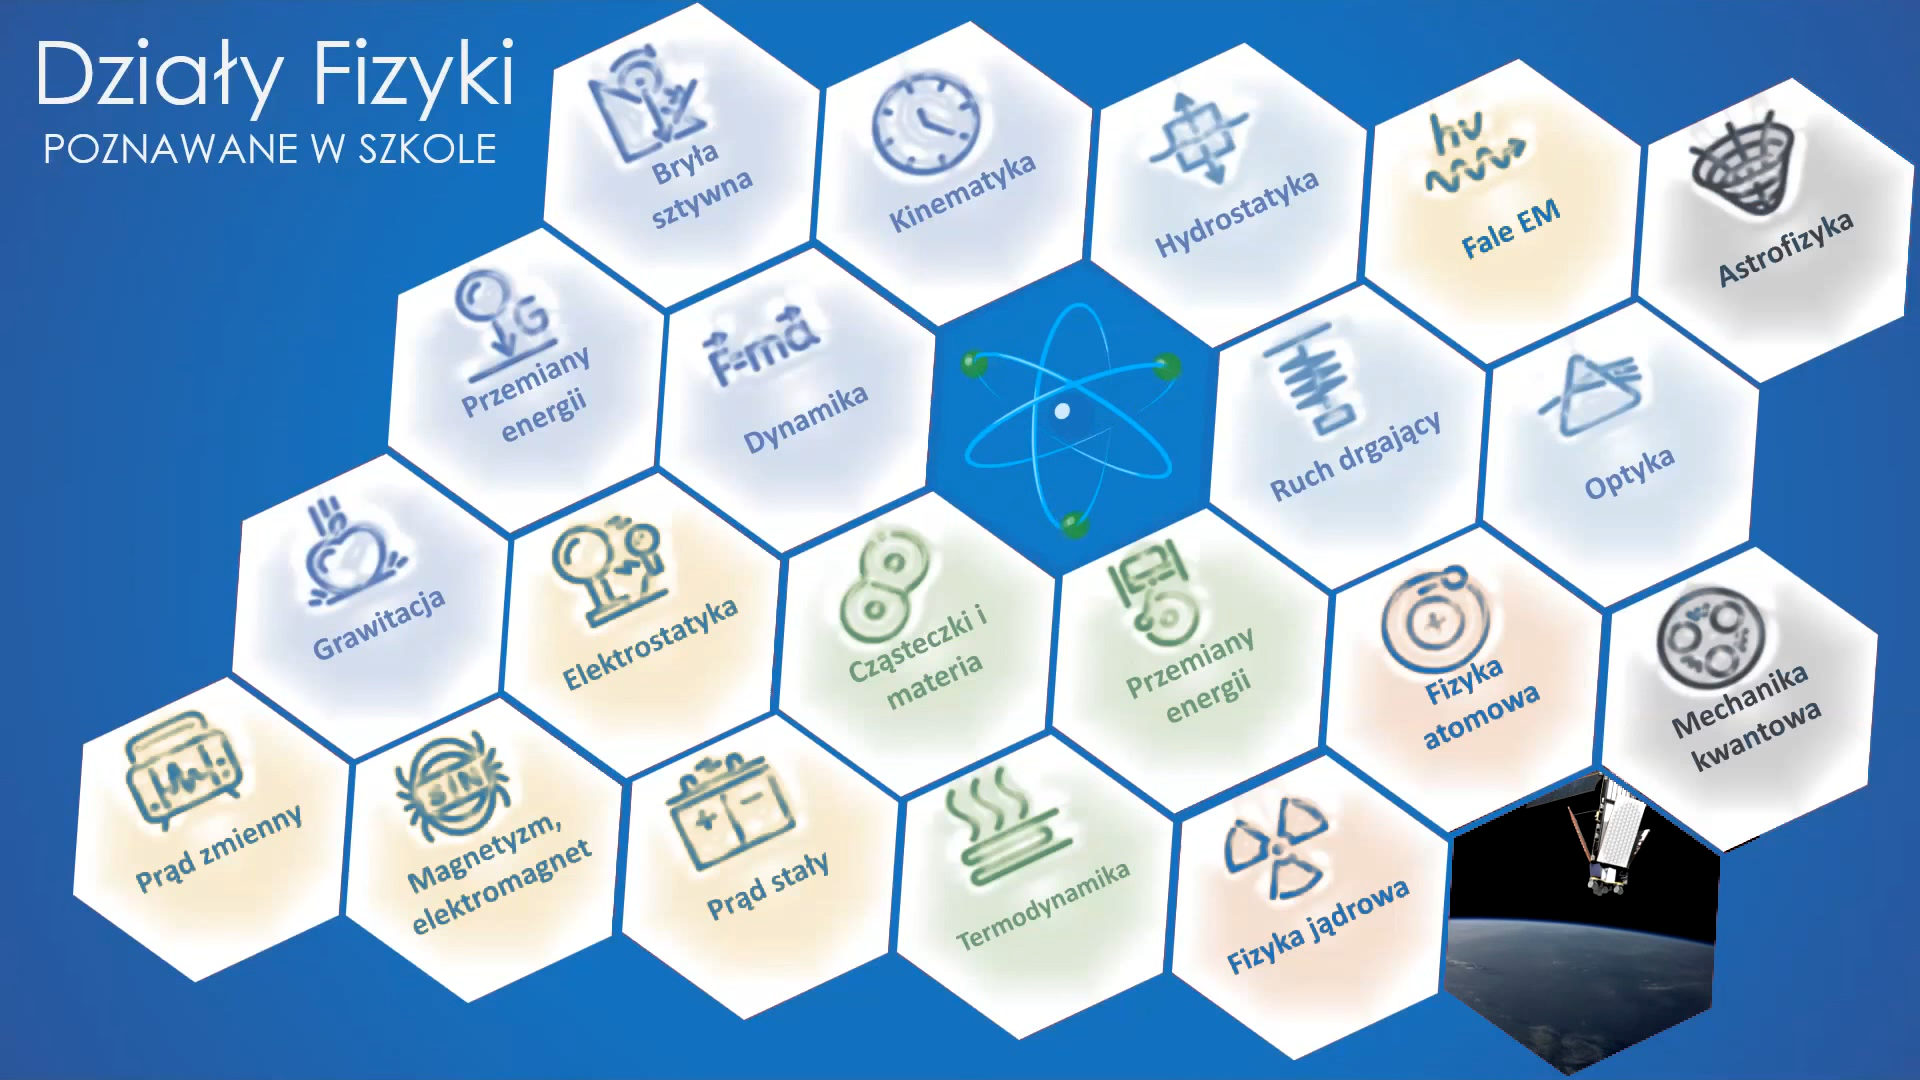 Działy Fizyki
POZNAWANE W SZKOLE
Bryła
sztywna
Kinematyka
Hydrostatyka
hν
Fale EM
Astrofizyka
G
Przemiany
energii
F=ma
Dynamika
Ruch drgający
Optyka
Grawitacja
Elektrostatyka
Cząsteczki i
materia
Przemiany
energii
+
Fizyka
atomowa
Mechanika
kwantowa
Prąd zmienny
SIN
Magnetyzm,
elektromagnet
+ -
Prąd stały
Termodynamika
Fizyka jądrowa